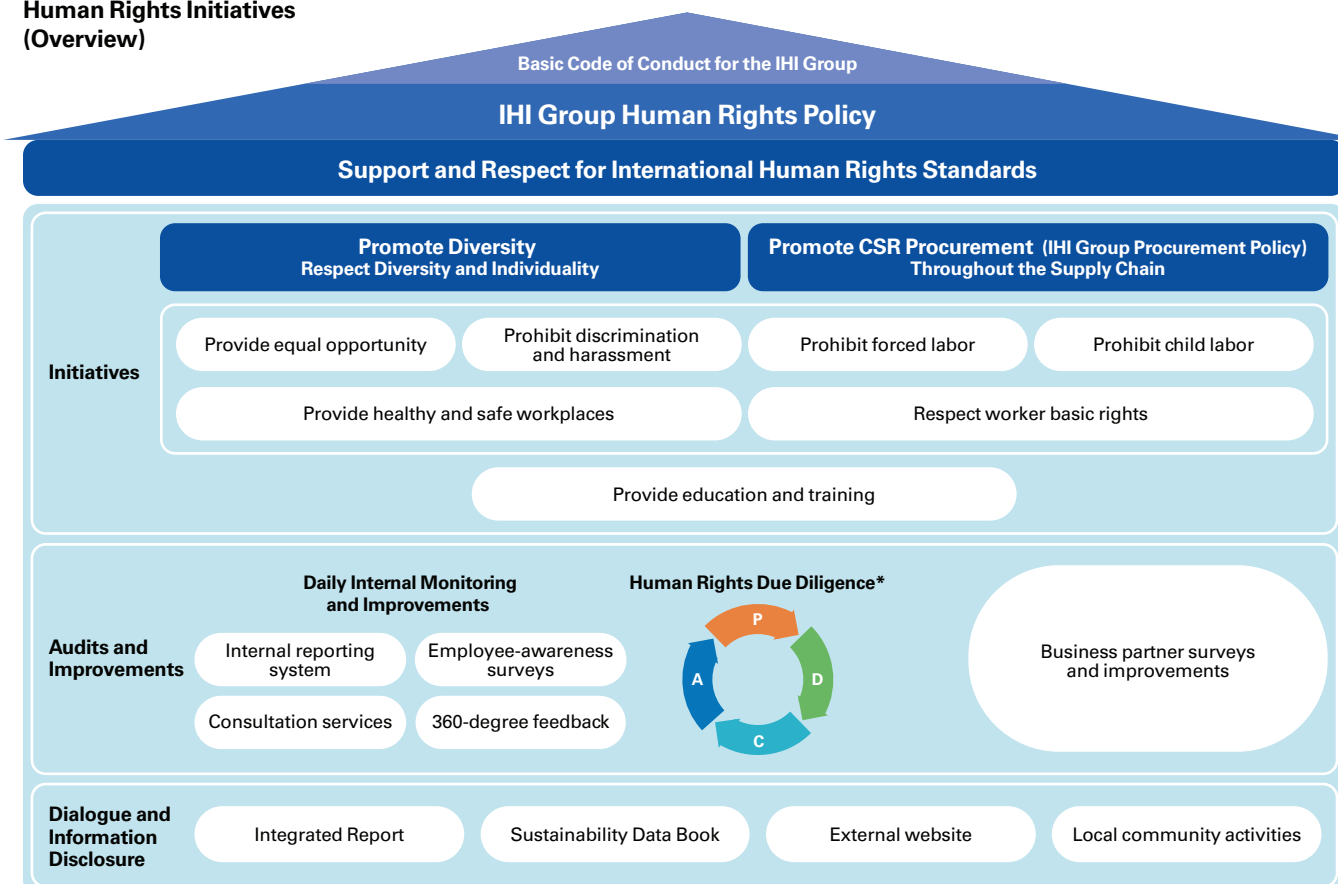 Human Rights Initiatives
(Overview)
Basic Code of Conduct for the IHI Group
IHI Group Human Rights Policy
Support and Respect for International Human Rights Standards
Initiatives
Promote Diversity
Respect Diversity and Individuality
Promote CSR Procurement (IHI Group Procurement Policy)
Throughout the Supply Chain
Provide equal opportunity
Prohibit discrimination
and harassment
Prohibit forced labor
Prohibit child labor
Provide healthy and safe workplaces
Respect worker basic rights
Provide education and training
Audits and
Improvements
Daily Internal Monitoring
and Improvements
Internal reporting
system
Employee-awareness
surveys
Consultation services
360-degree feedback
Human Rights Due Diligence*
P
D
C
A
Business partner surveys
and improvements
Dialogue and
Information
Disclosure
Integrated Report
Sustainability Data Book
External website
Local community activities